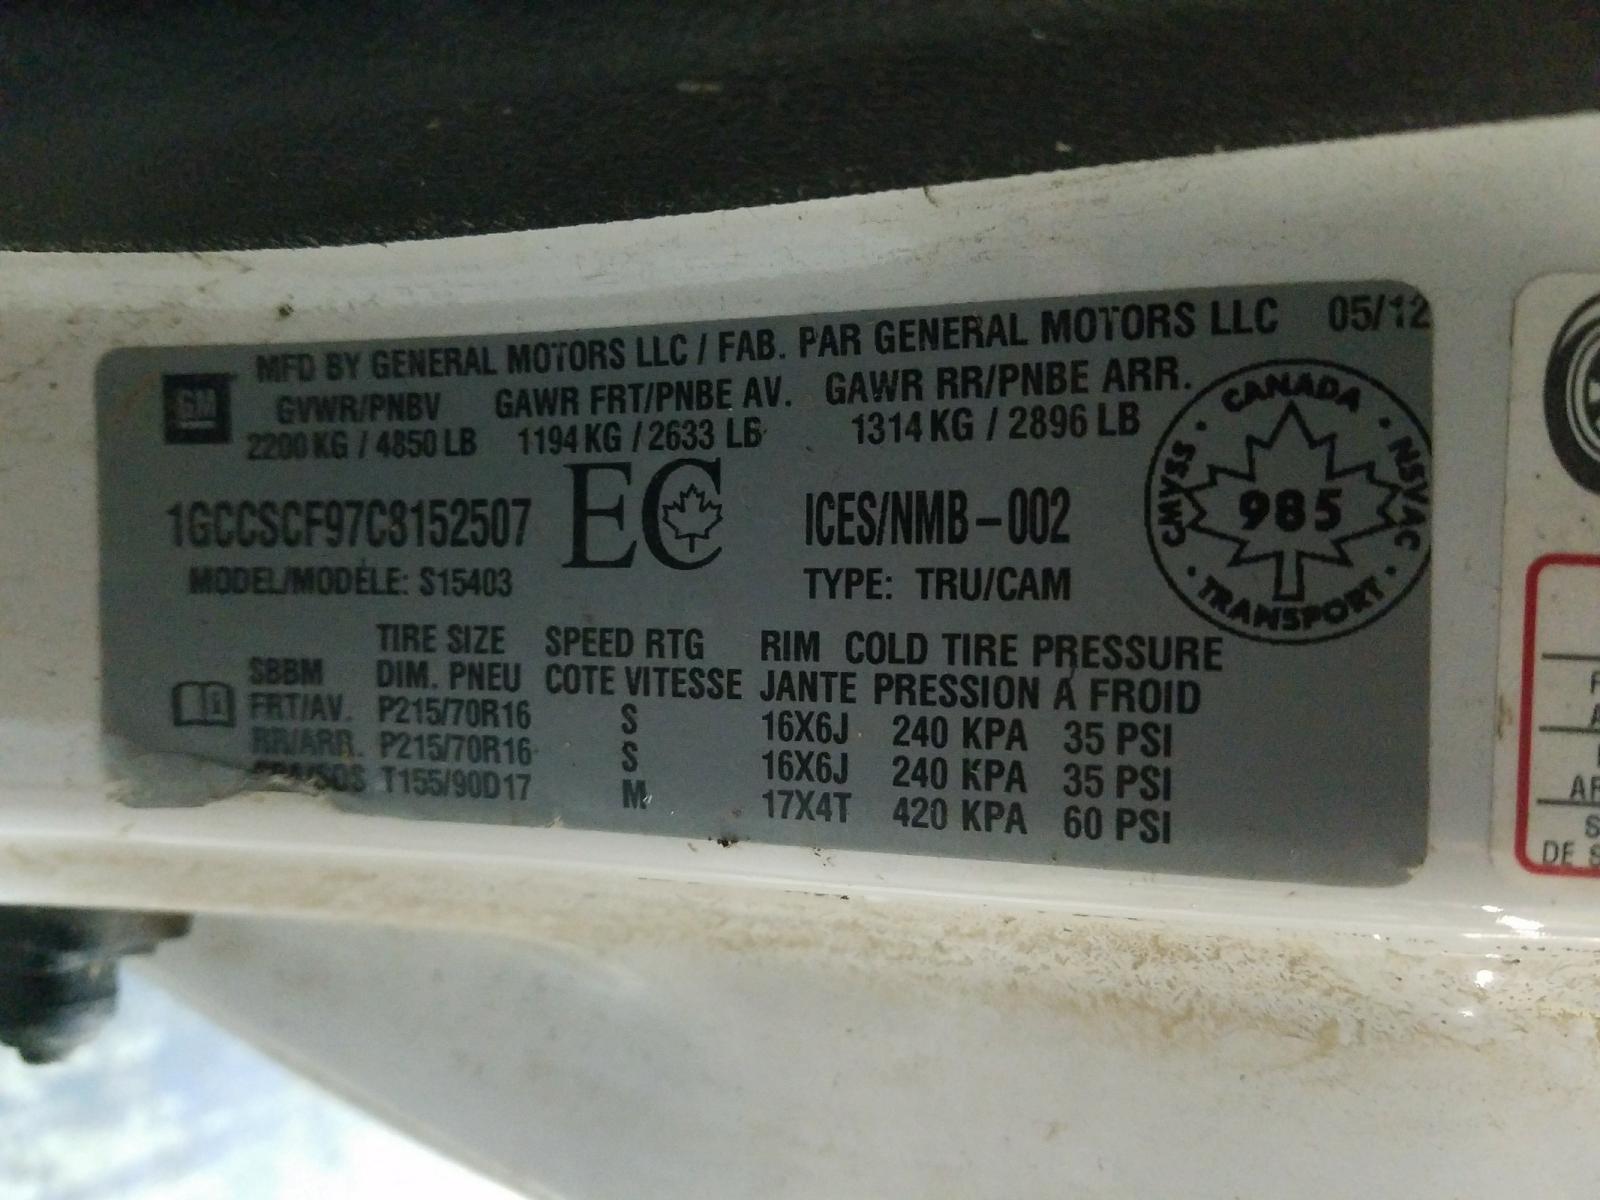 MFD BY GENERAL MOTORS LLC / FAB. PAR GENERAL MOTORS LLC 05/12
GM
GVWR/PNBV GAWR FRT/PNBE AV. GAWR RR/PNBE ARR.
2200 KG / 4850 LB 1194 KG / 2633 LB 1314 KG / 2896 LB
CANADA
CMVSS NSVAC
985
TRANSPORT
1GCCSCF97C8152507 EC ICES/NMB-002
MODEL/MODÈLE: S15403 TYPE: TRU/CAM
TIRE SIZE SPEED RTG RIM COLD TIRE PRESSURE
SBBM DIM. PNEU COTE VITESSE JANTE PRESSION A FROID
FRT/AV. P215/70R16 S 16X6J 240 KPA 35 PSI
RR/ARR. P215/70R16 S 16X6J 240 KPA 35 PSI
SPA/SOS T155/90D17 M 17X4T 420 KPA 60 PSI
DE